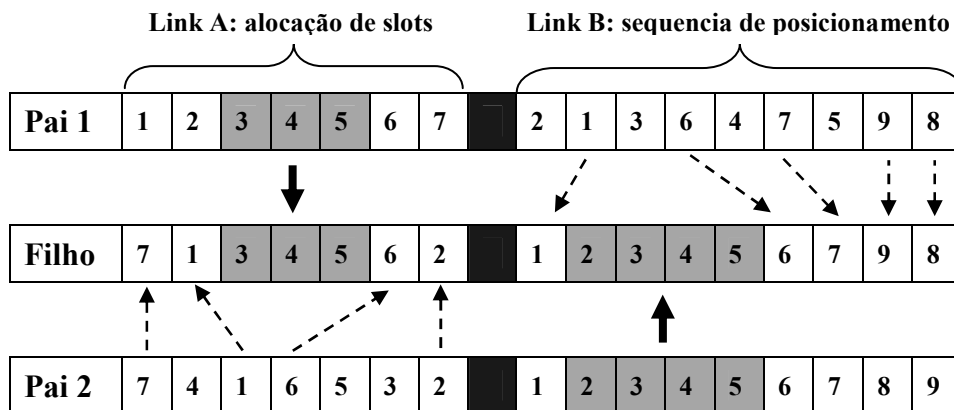 Link A: alocação de slots Link B: sequencia de posicionamento
Pai 1 1 2 3 4 5 6 7 2 1 3 6 4 7 5 9 8
Filho 7 1 3 4 5 6 2 1 2 3 4 5 6 7 9 8
Pai 2 7 4 1 6 5 3 2 1 2 3 4 5 6 7 8 9